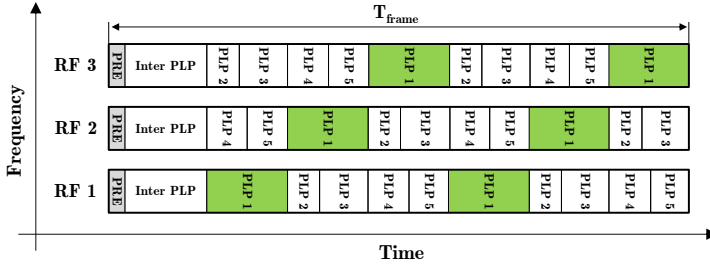 T_frame
RF 3 PRE Inter PLP PLP 2 PLP 3 PLP 4 PLP 5 PLP 1 PLP 2 PLP 3 PLP 4 PLP 5 PLP 1
RF 2 PRE Inter PLP PLP 4 PLP 5 PLP 1 PLP 2 PLP 3 PLP 4 PLP 5 PLP 1 PLP 2 PLP 3
RF 1 PRE Inter PLP PLP 1 PLP 2 PLP 3 PLP 4 PLP 5 PLP 1 PLP 2 PLP 3 PLP 4 PLP 5
Frequency
Time